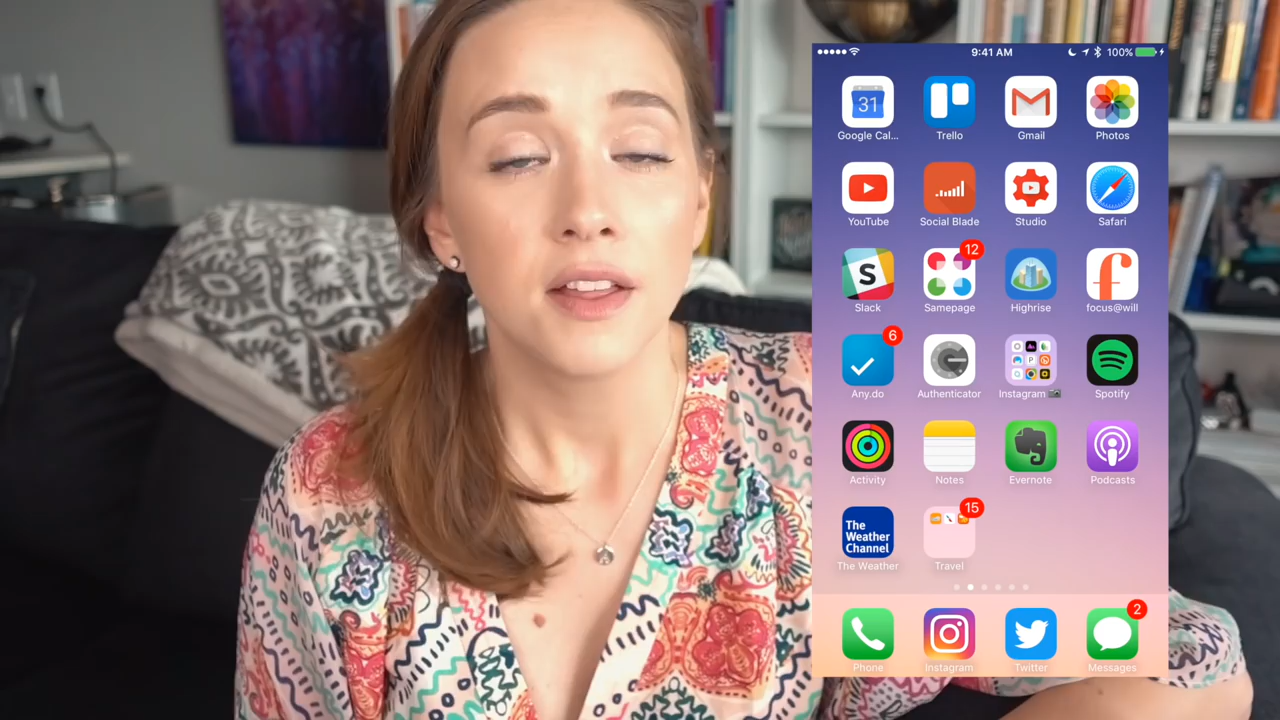 9:41 AM 100%
31
Google Cal... Trello Gmail Photos
YouTube Social Blade Studio Safari
S 12 f
Slack Samepage Highrise focus@will
6
Any.do Authenticator Instagram Spotify
Activity Notes Evernote Podcasts
The
Weather
Channel
15
The Weather Travel
2
Phone Instagram Twitter Messages